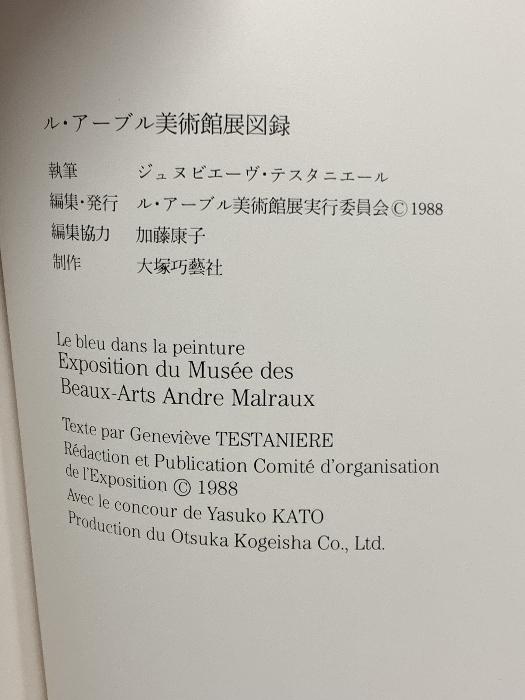 ル・アーブル美術館展図録
執筆 ジュヌビエーヴ・テスタニエール
編集・発行 ル・アーブル美術館展実行委員会©1988
編集協力 加藤康子
制作 大塚巧藝社
Le bleu dans la peinture
Exposition du Musée des
Beaux-Arts Andre Malraux
Texte par Geneviève TESTANIERE
Rédaction et Publication Comité d'organisation
de l'Exposition © 1988
Avec le concour de Yasuko KATO
Production du Otsuka Kogeisha Co., Ltd.